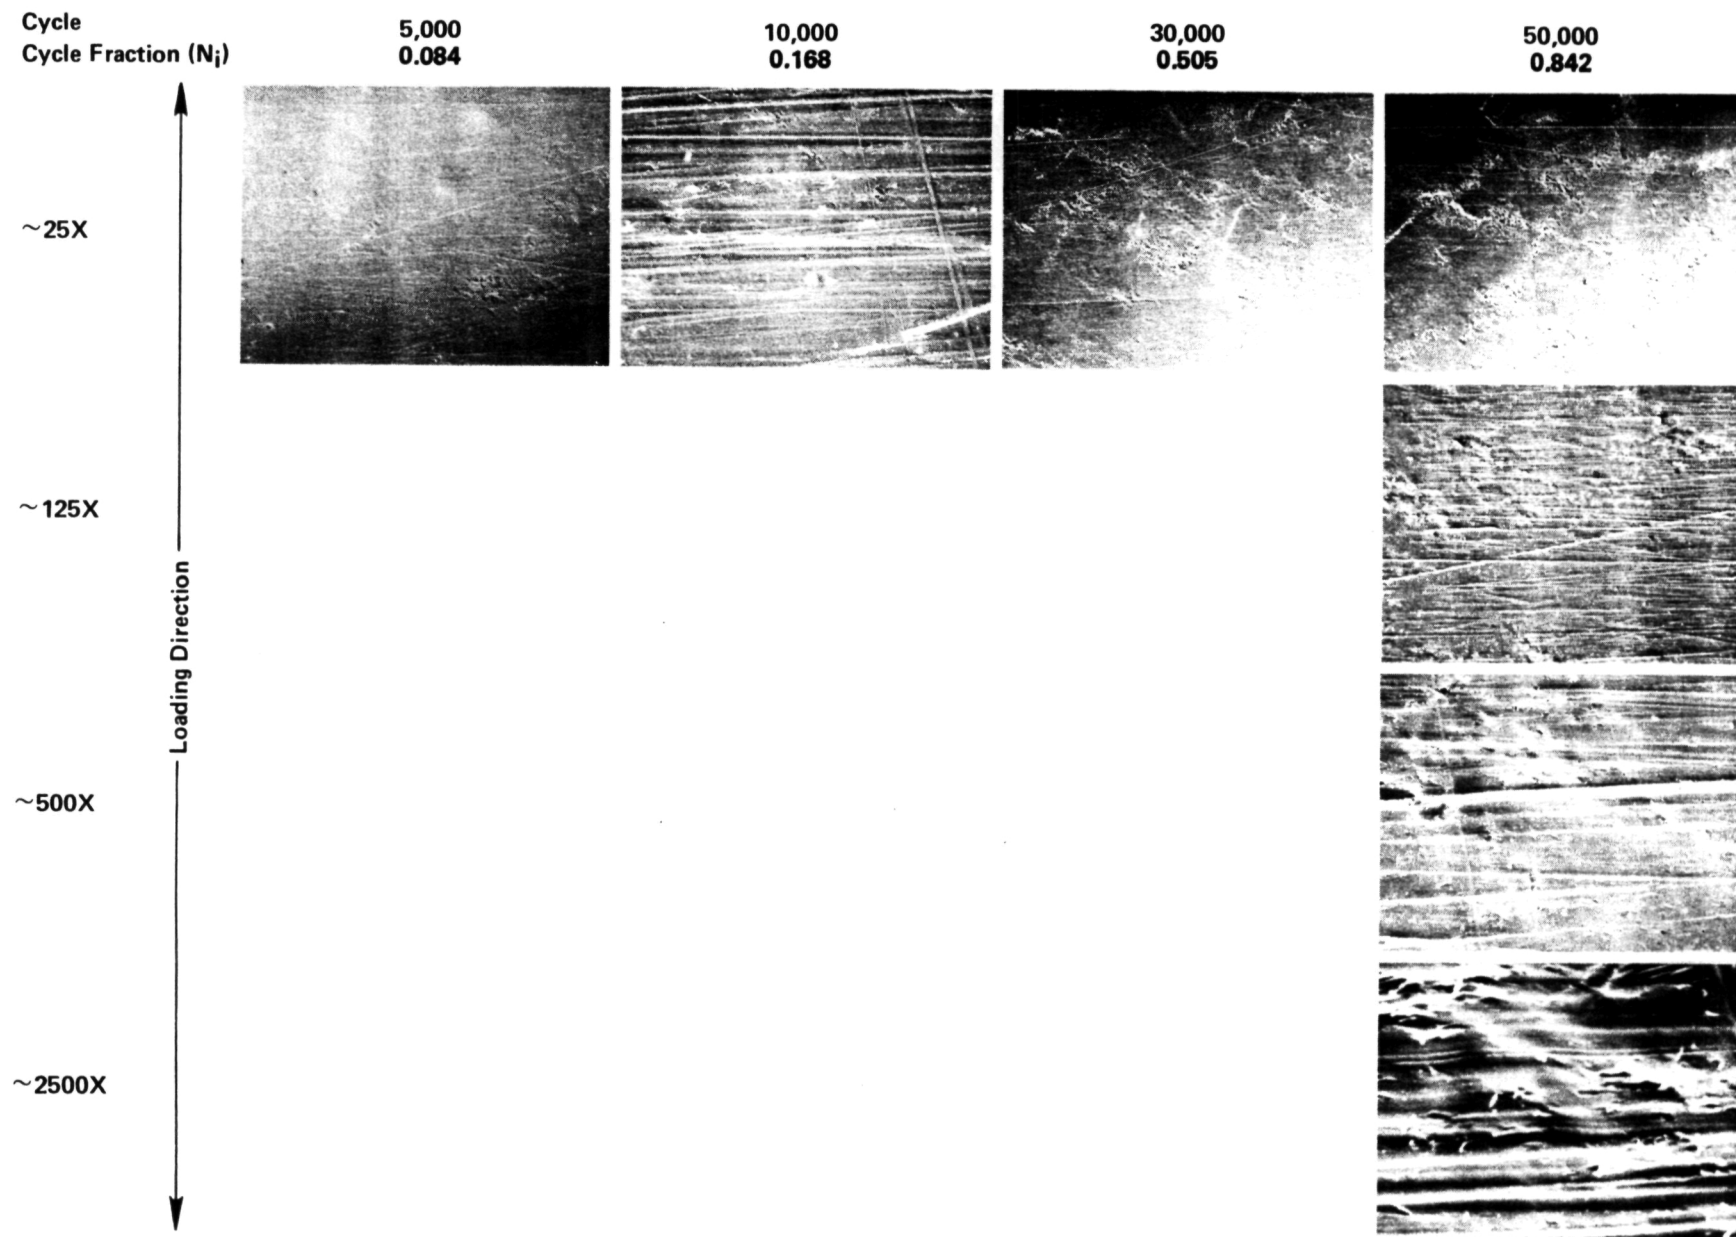 Cycle 5,000 10,000 30,000 50,000
Cycle Fraction (Ni) 0.084 0.168 0.505 0.842
~25X
~125X
Loading Direction
~500X
~2500X